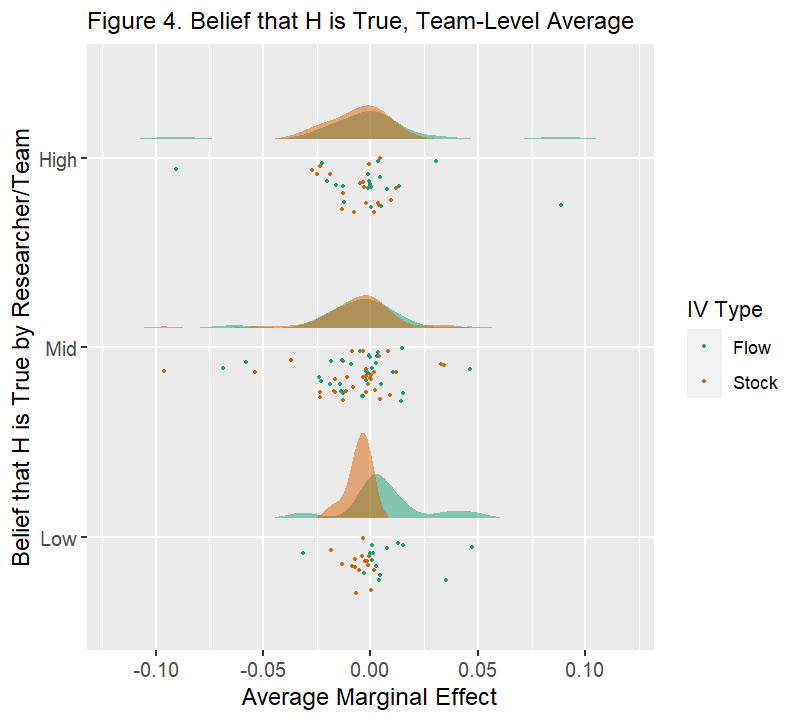 Figure 4. Belief that H is True, Team-Level Average
Belief that H is True by Researcher/Team
High
Mid
Low
-0.10
-0.05
0.00
0.05
0.10
Average Marginal Effect
IV Type
Flow
Stock